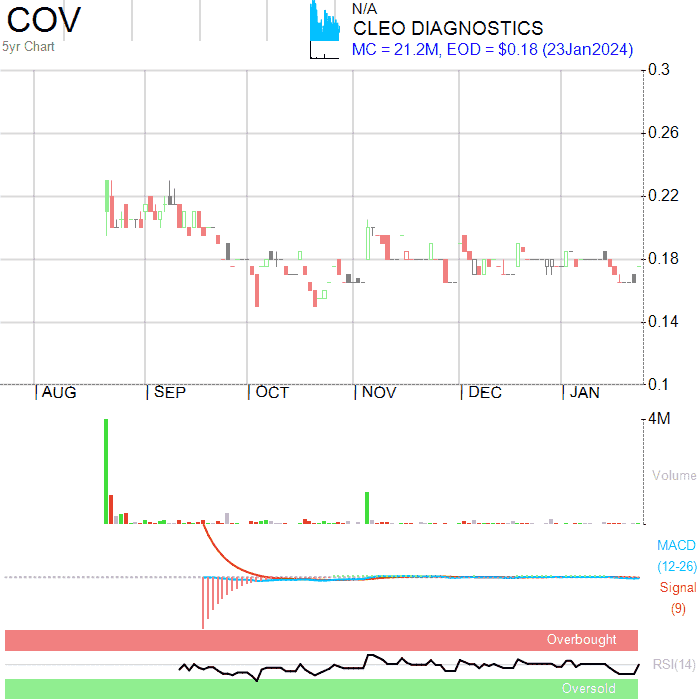 COV
5yr Chart
N/A
CLEO DIAGNOSTICS
MC = 21.2M, EOD = $0.18 (23Jan2024)
0.3
0.26
0.22
0.18
0.14
0.1
AUG SEP OCT NOV DEC JAN
4M
Volume
MACD
(12-26)
Signal
(9)
Overbought
RSI(14)
Oversold